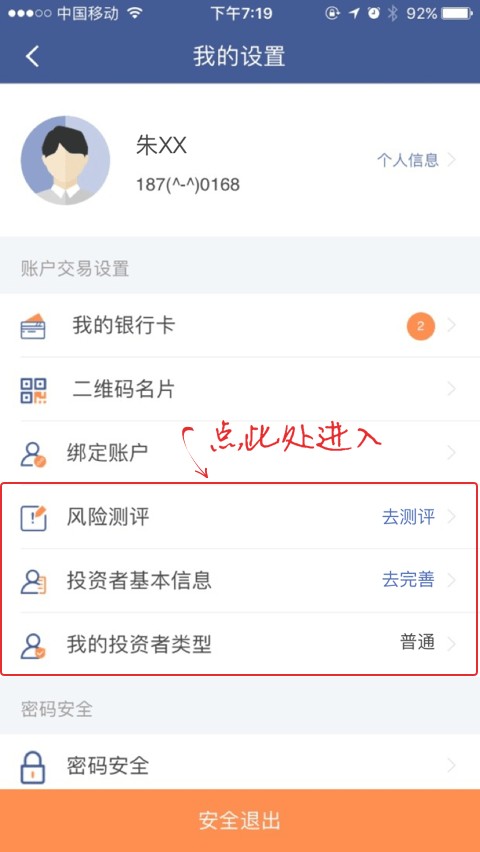 中国移动 下午7:19 92%
我的设置
朱XX
187(^-^)0168
个人信息
账户交易设置
我的银行卡 2
二维码名片
绑定账户
点此处进入
风险测评 去测评
投资者基本信息 去完善
我的投资者类型 普通
密码安全
密码安全
安全退出